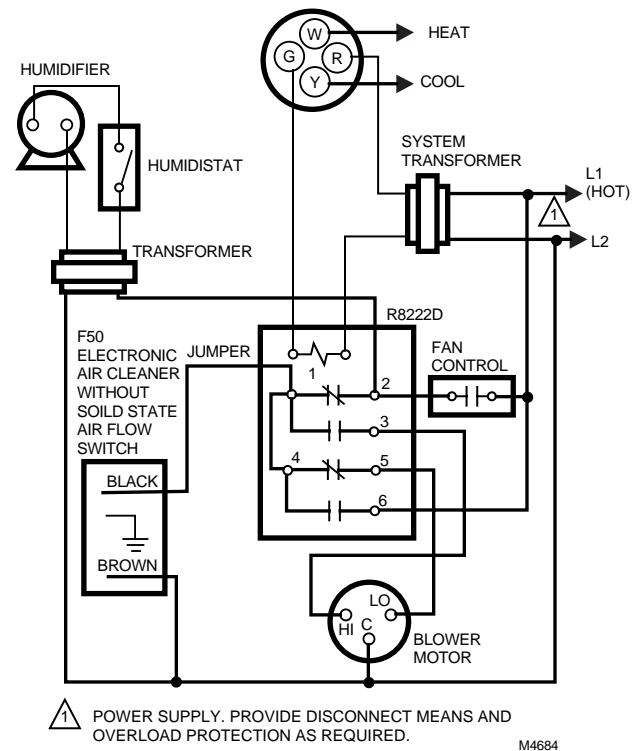 W
HEAT
G
R
Y
COOL
HUMIDIFIER
HUMIDISTAT
SYSTEM
TRANSFORMER
L1
(HOT)
1
L2
TRANSFORMER
R8222D
F50
ELECTRONIC
AIR CLEANER
WITHOUT
SOILD STATE
AIR FLOW
SWITCH
JUMPER
FAN
CONTROL
1
2
3
4
5
6
BLACK
BROWN
HI
LO
C
BLOWER
MOTOR
1 POWER SUPPLY. PROVIDE DISCONNECT MEANS AND
OVERLOAD PROTECTION AS REQUIRED.
M4684